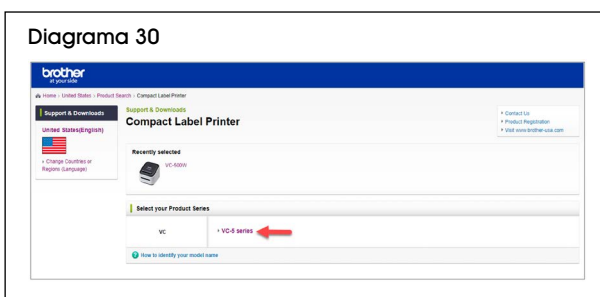 Diagrama 30
brother
at your side
Home › United States › Product Search › Compact Label Printer
Support & Downloads
United States(English)
› Change Countries or Regions (Language)
Support & Downloads
Compact Label Printer
› Contact Us
› Product Registration
› Visit www.brother-usa.com
Recently selected
VC-500W
Select your Product Series
VC
› VC-5 series
How to identify your model name